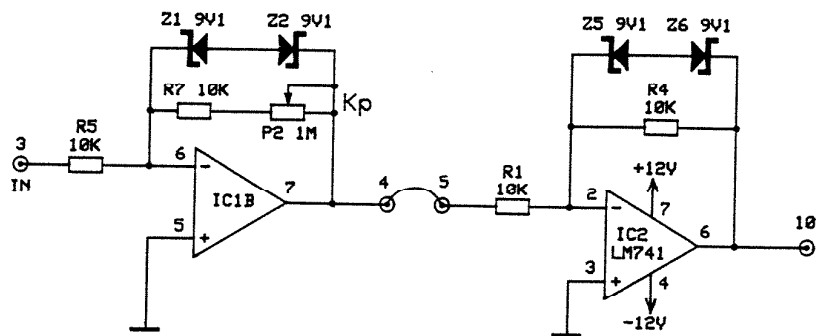 Z1 9V1
Z2 9V1
R7 10K
P2 1M
Kp
R5
10K
3
IN
6
-
5
+
IC1B
7
4
5
R1
10K
Z5 9V1
Z6 9V1
R4
10K
+12V
7
2
-
IC2
LM741
6
10
3
+
4
-12V